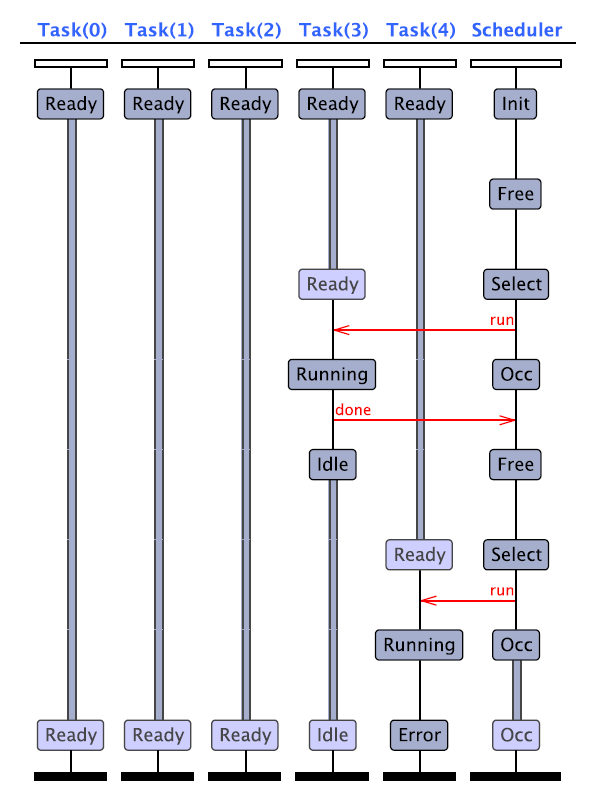 Task(0) Task(1) Task(2) Task(3) Task(4) Scheduler
Ready Ready Ready Ready Ready Init
Free
Ready Select
run
Running Occ
done
Idle Free
Ready Select
run
Running Occ
Ready Ready Ready Idle Error Occ